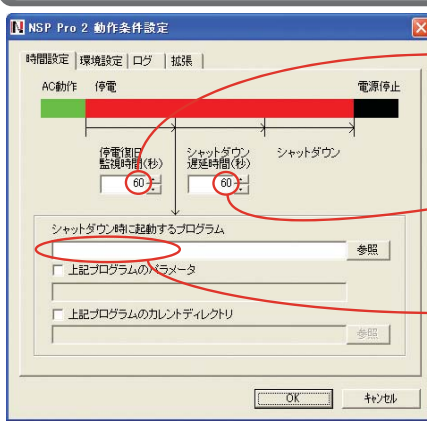 NSP Pro 2 動作条件設定
時間設定 環境設定 ログ 拡張
AC動作 停電 電源停止
停電復旧
監視時間(秒)
シャットダウン
遅延時間(秒)
シャットダウン
60 60
シャットダウン時に起動するプログラム
参照
上記プログラムのパラメータ
上記プログラムのカレントディレクトリ
参照
OK キャンセル